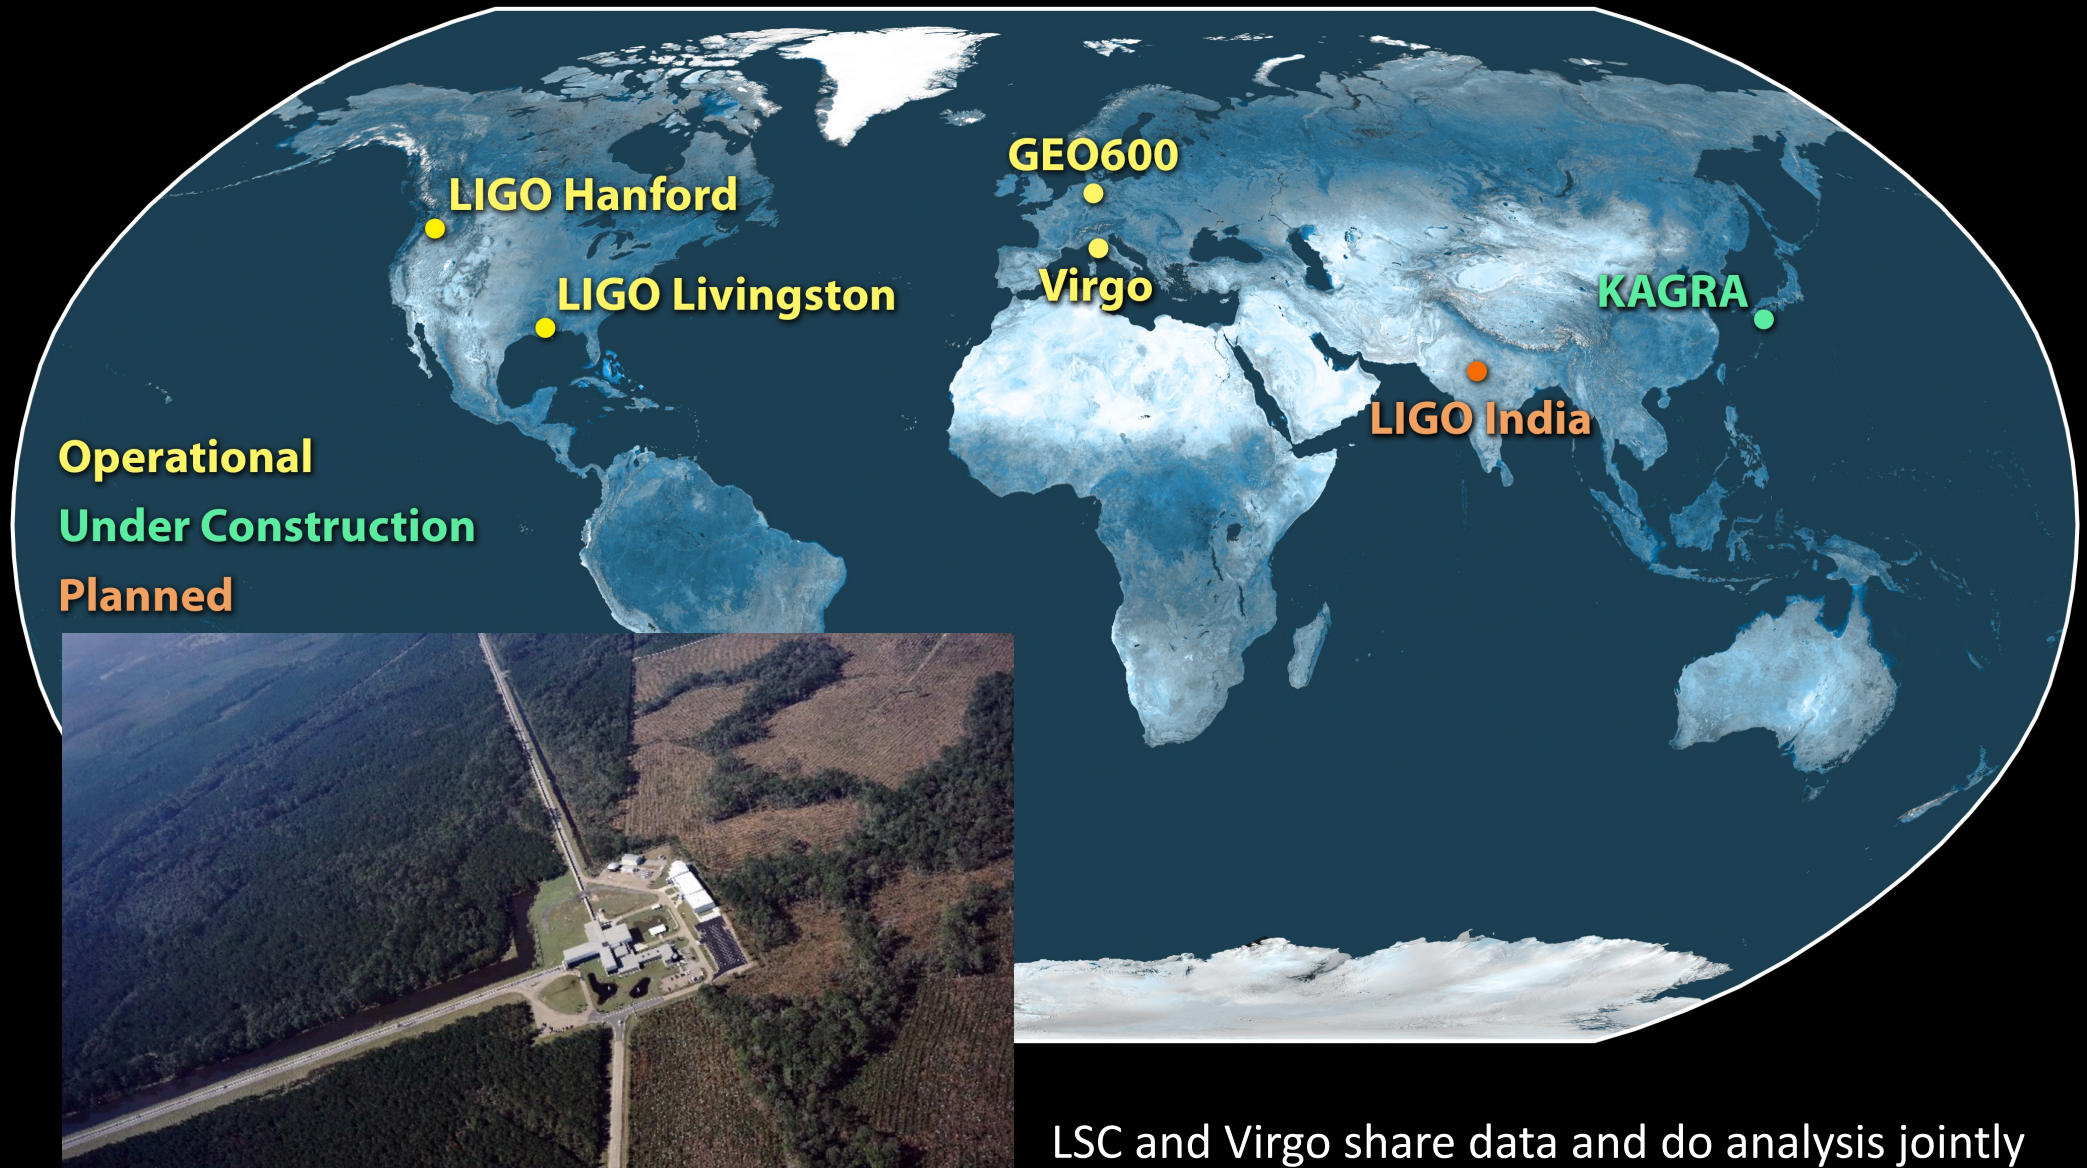 GEO600
LIGO Hanford
Virgo
LIGO Livingston
KAGRA
LIGO India
Operational
Under Construction
Planned
LSC and Virgo share data and do analysis jointly